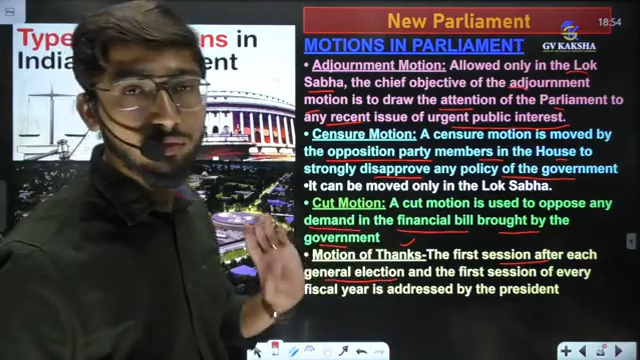 New Parliament
18:54
GV KAKSHA
MOTIONS IN PARLIAMENT
• Adjournment Motion: Allowed only in the Lok
Sabha, the chief objective of the adjournment
motion is to draw the attention of the Parliament to
any recent issue of urgent public interest.
• Censure Motion: A censure motion is moved by
the opposition party members in the House to
strongly disapprove any policy of the government
•It can be moved only in the Lok Sabha.
• Cut Motion: A cut motion is used to oppose any
demand in the financial bill brought by the
government
• Motion of Thanks-The first session after each
general election and the first session of every
fiscal year is addressed by the president
in